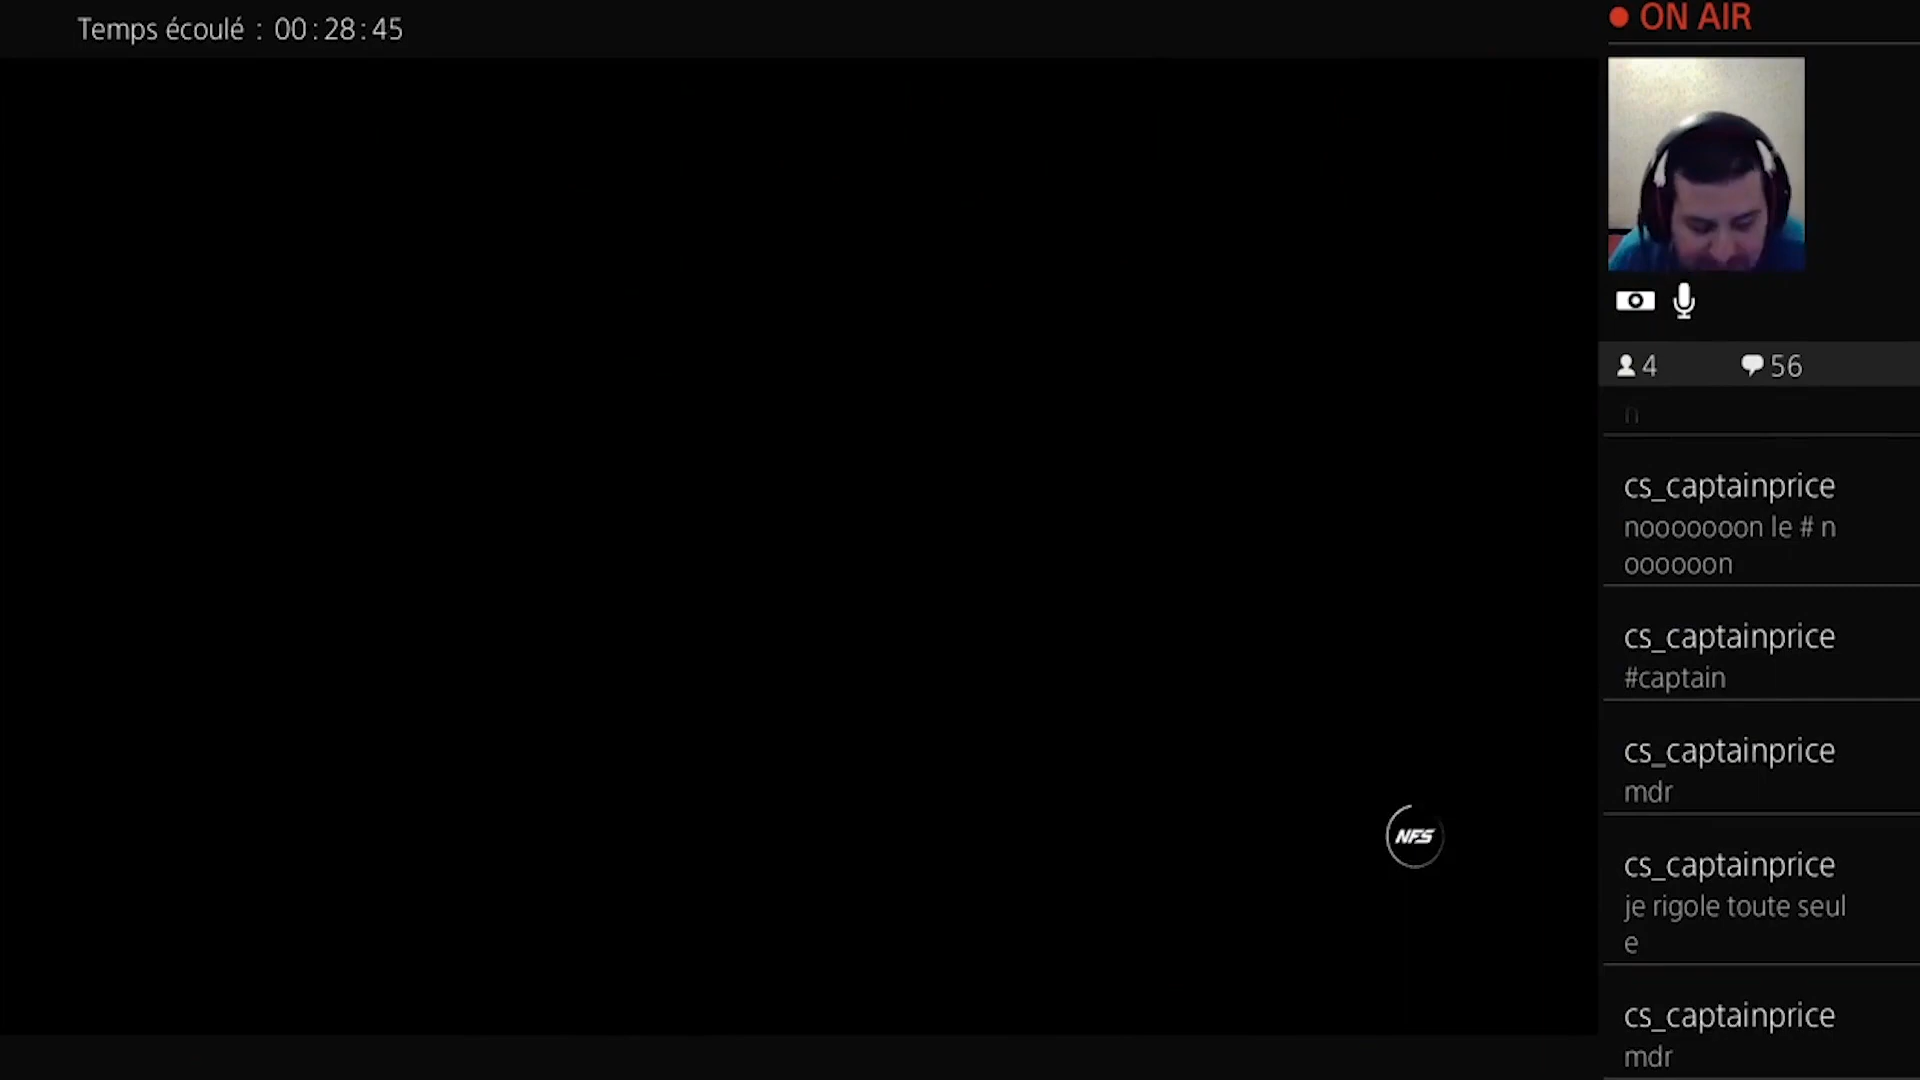 Temps écoulé : 00:28:45
ON AIR
4 56
n
cs_captainprice
nooooooon le # n
oooooon
cs_captainprice
#captain
cs_captainprice
mdr
cs_captainprice
je rigole toute seul
e
cs_captainprice
mdr
NFS